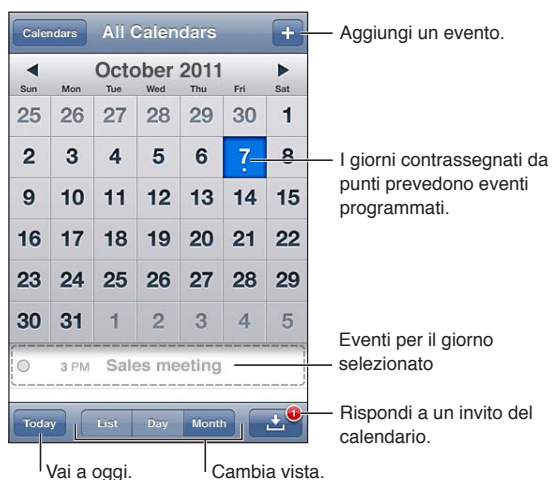 Calendars All Calendars +
Aggiungi un evento.
October 2011
Sun Mon Tue Wed Thu Fri Sat
25 26 27 28 29 30 1
2 3 4 5 6 7 8
I giorni contrassegnati da
punti prevedono eventi
programmati.
9 10 11 12 13 14 15
16 17 18 19 20 21 22
23 24 25 26 27 28 29
30 31 1 2 3 4 5
Eventi per il giorno
selezionato
3 PM Sales meeting
Today List Day Month 1
Rispondi a un invito del
calendario.
Vai a oggi.
Cambia vista.